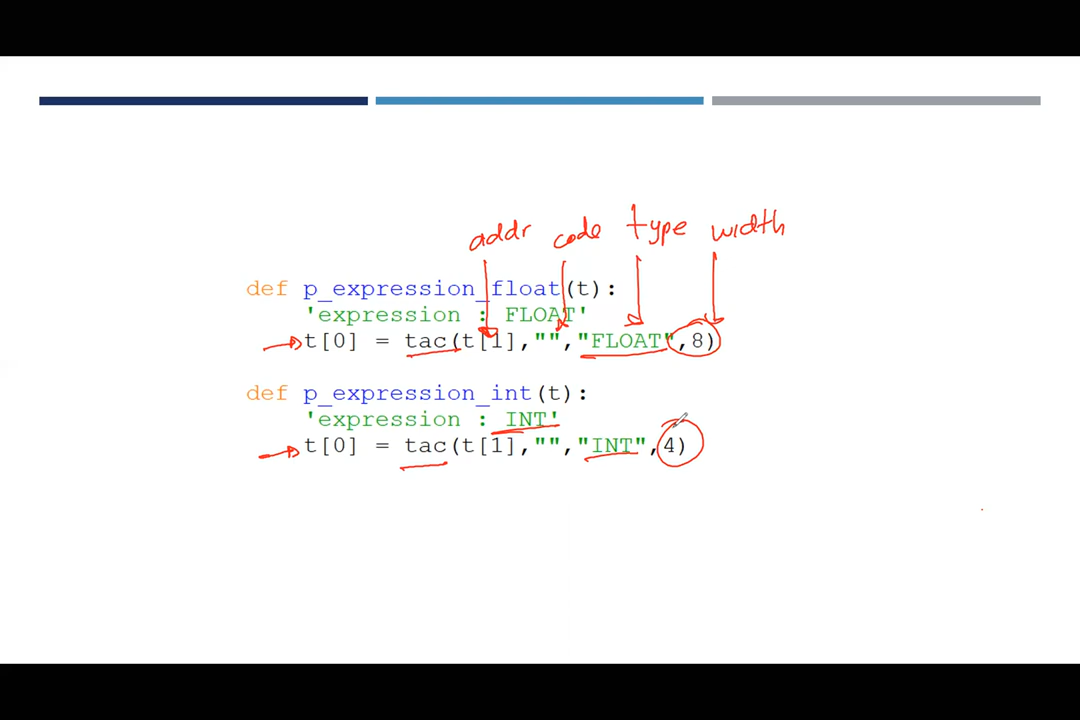 addr code type width
def p_expression_float(t):
'expression : FLOAT'
t[0] = tac(t[1],"","FLOAT",8)
def p_expression_int(t):
'expression : INT'
t[0] = tac(t[1],"","INT",4)